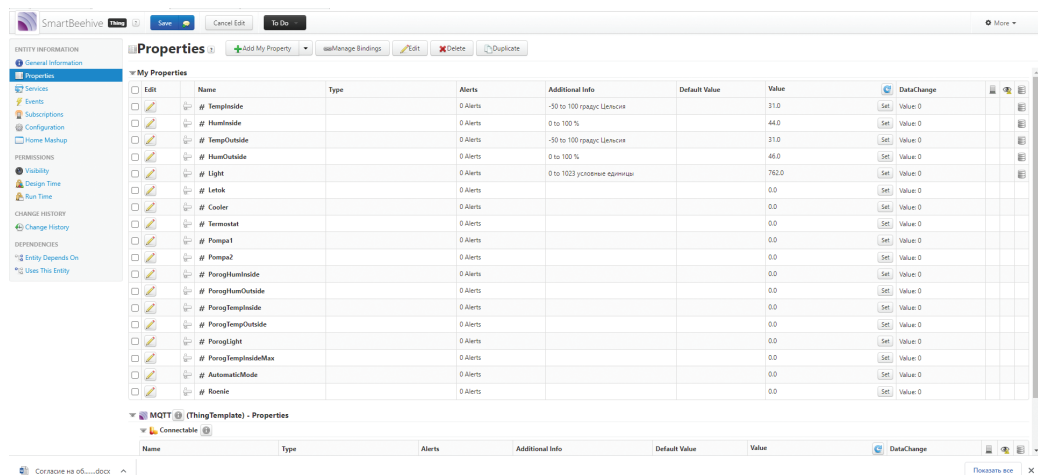 SmartBeehive Thing Save Cancel Edit To Do More
ENTITY INFORMATION
General Information
Properties
Services
Events
Subscriptions
Configuration
Home Mashup
PERMISSIONS
Visibility
Design Time
Run Time
CHANGE HISTORY
Change History
DEPENDENCIES
Entity Depends On
Uses This Entity
Properties Add My Property Manage Bindings Edit Delete Duplicate
My Properties
Edit Name Type Alerts Additional Info Default Value Value DataChange
# TempInside 0 Alerts -50 to 100 градус Цельсия 31.0 Set Value: 0
# HumInside 0 Alerts 0 to 100 % 44.0 Set Value: 0
# TempOutside 0 Alerts -50 to 100 градус Цельсия 31.0 Set Value: 0
# HumOutside 0 Alerts 0 to 100 % 46.0 Set Value: 0
# Light 0 Alerts 0 to 1023 условные единицы 762.0 Set Value: 0
# Letok 0 Alerts 0.0 Set Value: 0
# Cooler 0 Alerts 0.0 Set Value: 0
# Termostat 0 Alerts 0.0 Set Value: 0
# Pompa1 0 Alerts 0.0 Set Value: 0
# Pompa2 0 Alerts 0.0 Set Value: 0
# PorogHumInside 0 Alerts 0.0 Set Value: 0
# PorogHumOutside 0 Alerts 0.0 Set Value: 0
# PorogTempInside 0 Alerts 0.0 Set Value: 0
# PorogTempOutside 0 Alerts 0.0 Set Value: 0
# PorogLight 0 Alerts 0.0 Set Value: 0
# PorogTempInsideMax 0 Alerts 0.0 Set Value: 0
# AutomaticMode 0 Alerts 0.0 Set Value: 0
# Roenie 0 Alerts 0.0 Set Value: 0
MQTT (ThingTemplate) - Properties
Connectable
Name Type Alerts Additional Info Default Value Value DataChange
Согласие на об......docx Показать все